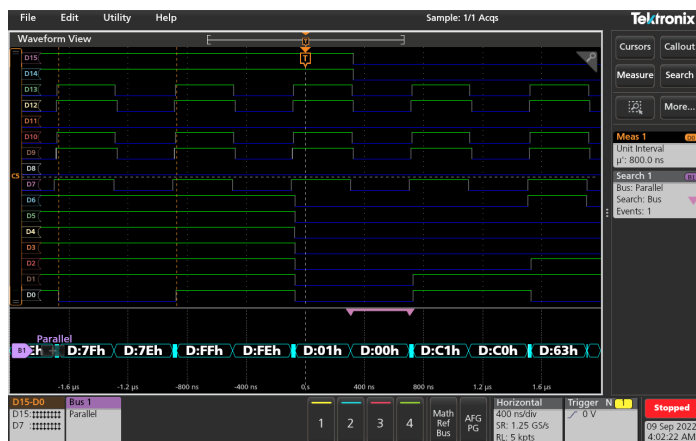 File Edit Utility Help Sample: 1/1 Acqs Tektronix
Waveform View
Cursors Callout
Measure Search
More...
Meas 1
Unit Interval
µ': 800.0 ns
Search 1 B1
Bus: Parallel
Search: Bus
Events: 1
T
T
D15
D14
D13
D12
D11
D10
D9
D8
C5
D7
D6
D5
D4
D3
D2
D1
D0
Parallel
B1 Eh D:7Fh D:7Eh D:FFh D:FEh D:01h D:00h D:C1h D:C0h D:63h
-1.6 µs -1.2 µs -800 ns -400 ns 0 s 400 ns 800 ns 1.2 µs 1.6 µs
D15-D0
D15:
D7 :
Bus 1
Parallel
1 2 3 4
Math
Ref
Bus
AFG
PG
Horizontal
400 ns/div
SR: 1.25 GS/s
RL: 5 kpts
Trigger N 1
0 V
Stopped
09 Sep 2022
4:02:22 AM